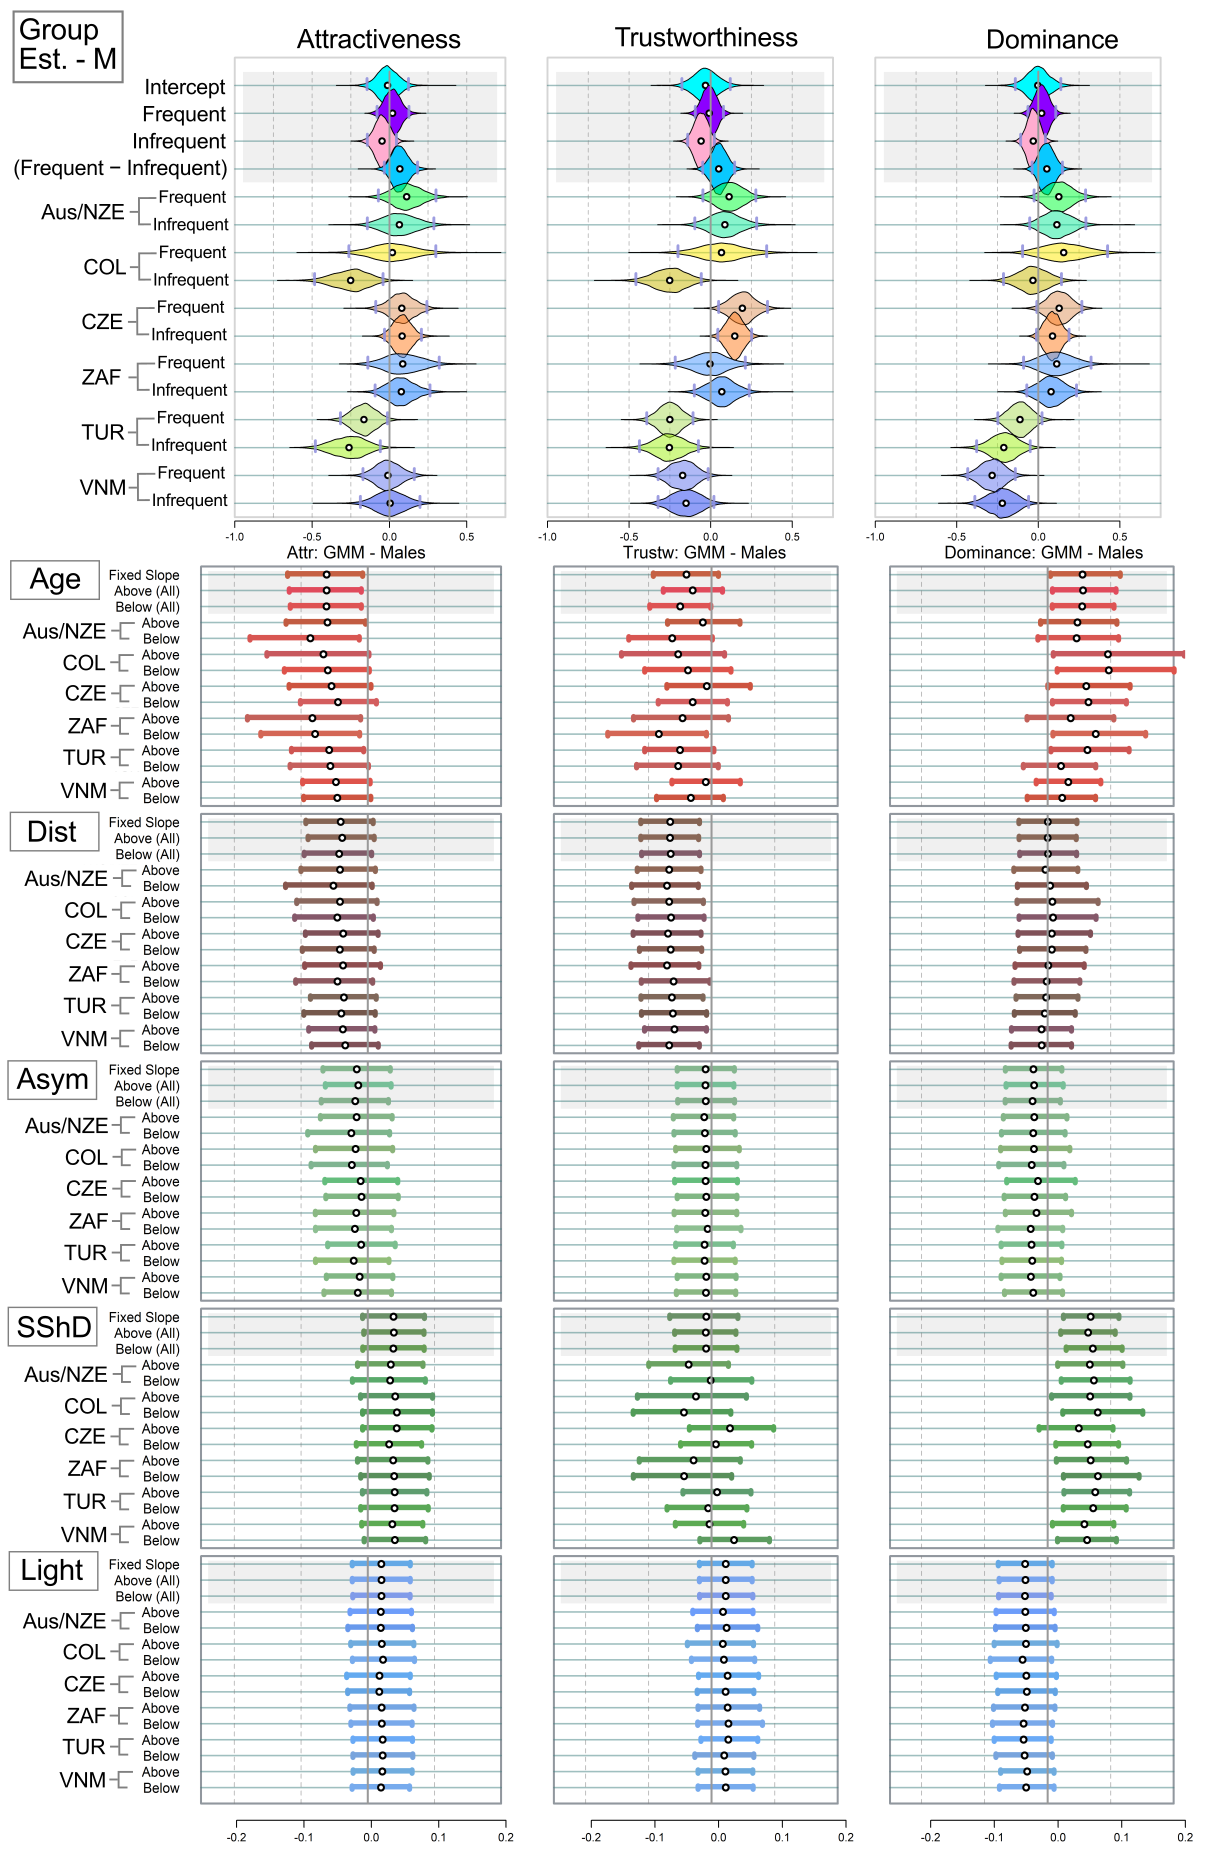 Group
Est. - M
Attractiveness
Trustworthiness
Dominance
Intercept
Frequent
Infrequent
(Frequent − Infrequent)
Aus/NZE
Frequent
Infrequent
COL
Frequent
Infrequent
CZE
Frequent
Infrequent
ZAF
Frequent
Infrequent
TUR
Frequent
Infrequent
VNM
Frequent
Infrequent
-1.0 -0.5 0.0 0.5
-1.0 -0.5 0.0 0.5
-1.0 -0.5 0.0 0.5
Attr: GMM - Males
Trustw: GMM - Males
Dominance: GMM - Males
Age
Fixed Slope
Above (All)
Below (All)
Aus/NZE
Above
Below
COL
Above
Below
CZE
Above
Below
ZAF
Above
Below
TUR
Above
Below
VNM
Above
Below
Dist
Fixed Slope
Above (All)
Below (All)
Aus/NZE
Above
Below
COL
Above
Below
CZE
Above
Below
ZAF
Above
Below
TUR
Above
Below
VNM
Above
Below
Asym
Fixed Slope
Above (All)
Below (All)
Aus/NZE
Above
Below
COL
Above
Below
CZE
Above
Below
ZAF
Above
Below
TUR
Above
Below
VNM
Above
Below
SShD
Fixed Slope
Above (All)
Below (All)
Aus/NZE
Above
Below
COL
Above
Below
CZE
Above
Below
ZAF
Above
Below
TUR
Above
Below
VNM
Above
Below
Light
Fixed Slope
Above (All)
Below (All)
Aus/NZE
Above
Below
COL
Above
Below
CZE
Above
Below
ZAF
Above
Below
TUR
Above
Below
VNM
Above
Below
-0.2 -0.1 0.0 0.1 0.2
-0.2 -0.1 0.0 0.1 0.2
-0.2 -0.1 0.0 0.1 0.2